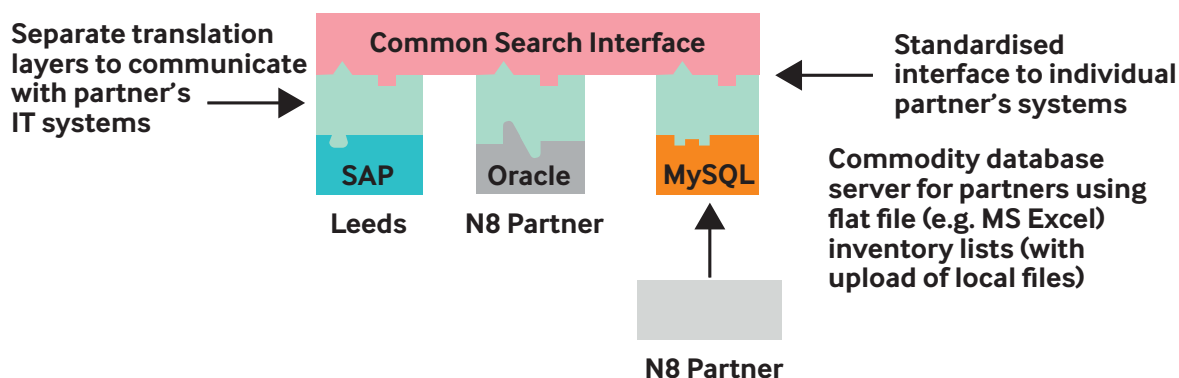 Separate translation
layers to communicate
with partner's
IT systems
Common Search Interface
Standardised
interface to individual
partner's systems
SAP
Oracle
MySQL
Leeds
N8 Partner
Commodity database
server for partners using
flat file (e.g. MS Excel)
inventory lists (with
upload of local files)
N8 Partner